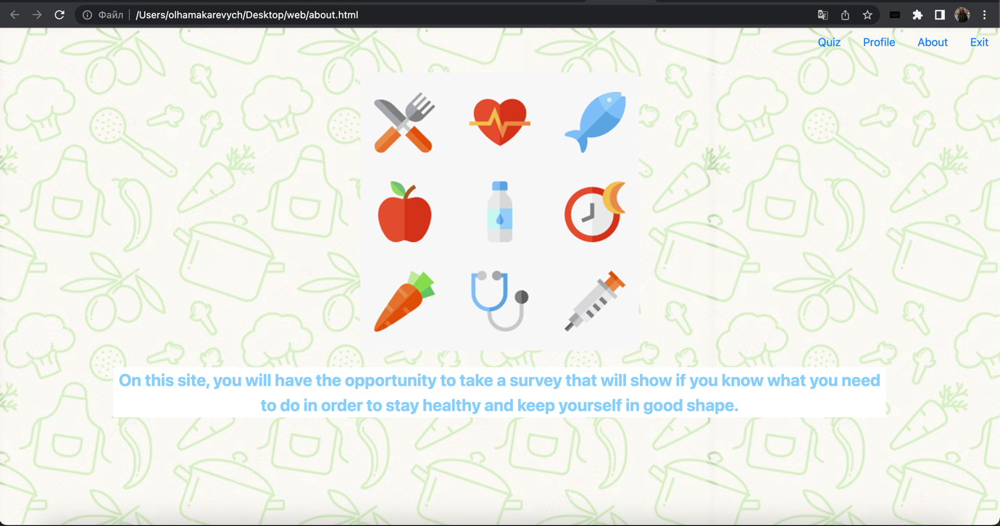 Файл /Users/olhamakarevych/Desktop/web/about.html
Quiz Profile About Exit
On this site, you will have the opportunity to take a survey that will show if you know what you need
to do in order to stay healthy and keep yourself in good shape.